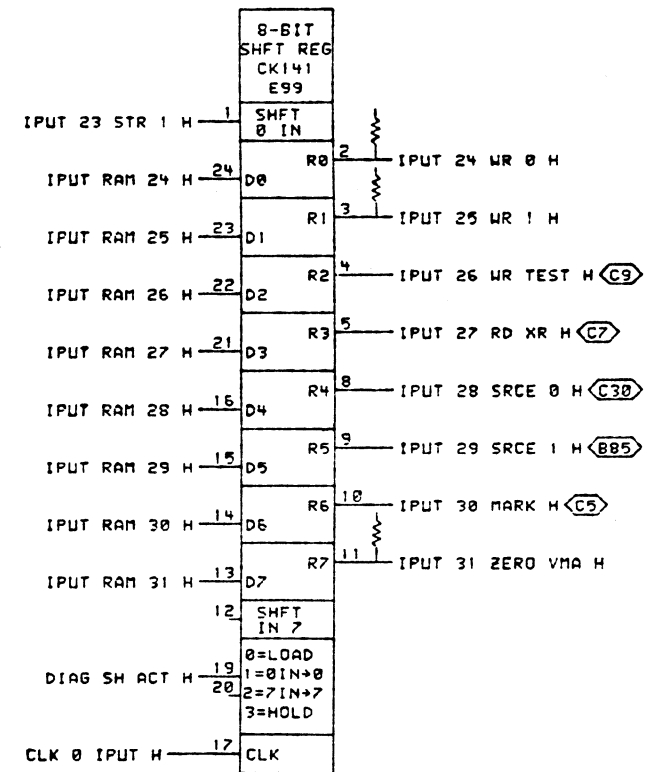 8-BIT
SHFT REG
CK141
E99
IPUT 23 STR 1 H 1 SHFT
0 IN
R0 2 IPUT 24 WR 0 H
IPUT RAM 24 H 24 D0
R1 3 IPUT 25 WR 1 H
IPUT RAM 25 H 23 D1
R2 4 IPUT 26 WR TEST H C9
IPUT RAM 26 H 22 D2
R3 5 IPUT 27 RD XR H C7
IPUT RAM 27 H 21 D3
R4 8 IPUT 28 SRCE 0 H C30
IPUT RAM 28 H 16 D4
R5 9 IPUT 29 SRCE 1 H B85
IPUT RAM 29 H 15 D5
R6 10 IPUT 30 MARK H C5
IPUT RAM 30 H 14 D6
R7 11 IPUT 31 ZERO VMA H
IPUT RAM 31 H 13 D7
12 SHFT
IN 7
0=LOAD
DIAG SH ACT H 19 1=0IN→0
20 2=7IN→7
3=HOLD
CLK 0 IPUT H 17 CLK